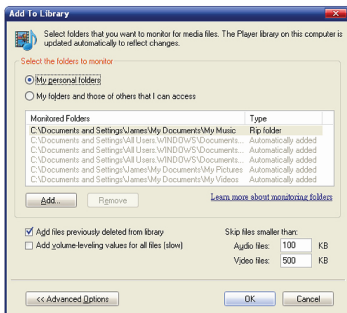 Add To Library
Select folders that you want to monitor for media files. The Player library on this computer is
updated automatically to reflect changes.
Select the folders to monitor
My personal folders
My folders and those of others that I can access
Monitored Folders Type
C:\Documents and Settings\James\My Documents\My Music Rip folder
C:\Documents and Settings\All Users.WINDOWS\Documents... Automatically added
C:\Documents and Settings\All Users.WINDOWS\Documents... Automatically added
C:\Documents and Settings\All Users.WINDOWS\Documents... Automatically added
C:\Documents and Settings\James\My Documents\My Pictures Automatically added
C:\Documents and Settings\James\My Documents\My Videos Automatically added
Add... Remove Learn more about monitoring folders
Add files previously deleted from library Skip files smaller than:
Add volume-leveling values for all files (slow) Audio files: 100 KB
Video files: 500 KB
<< Advanced Options OK Cancel